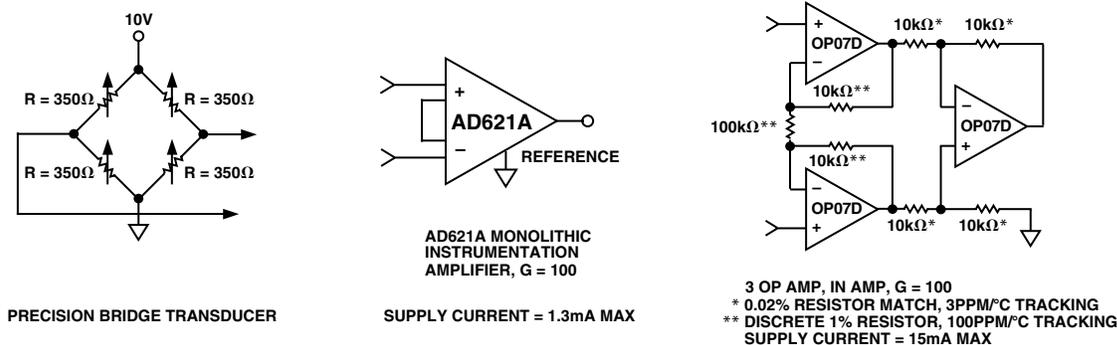 10V
R = 350Ω
R = 350Ω
R = 350Ω
R = 350Ω
PRECISION BRIDGE TRANSDUCER
+
AD621A
−
REFERENCE
AD621A MONOLITHIC
INSTRUMENTATION
AMPLIFIER, G = 100
SUPPLY CURRENT = 1.3mA MAX
+
OP07D
−
10kΩ*
10kΩ*
10kΩ**
100kΩ**
−
OP07D
+
10kΩ**
−
OP07D
+
10kΩ*
10kΩ*
3 OP AMP, IN AMP, G = 100
* 0.02% RESISTOR MATCH, 3PPM/°C TRACKING
** DISCRETE 1% RESISTOR, 100PPM/°C TRACKING
SUPPLY CURRENT = 15mA MAX